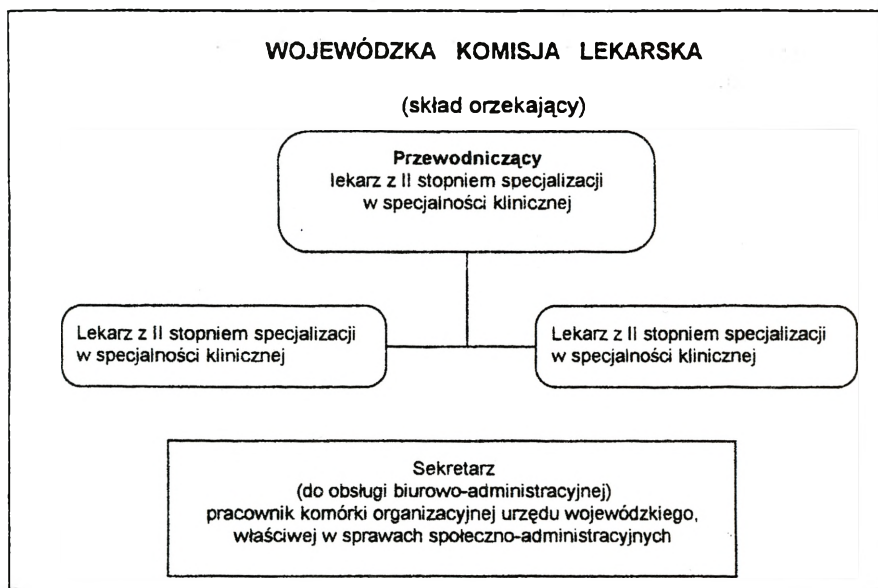 WOJEWÓDZKA KOMISJA LEKARSKA
(skład orzekający)
Przewodniczący
lekarz z II stopniem specjalizacji
w specjalności klinicznej
Lekarz z II stopniem specjalizacji
w specjalności klinicznej
Lekarz z II stopniem specjalizacji
w specjalności klinicznej
Sekretarz
(do obsługi biurowo-administracyjnej)
pracownik komórki organizacyjnej urzędu wojewódzkiego,
właściwej w sprawach społeczno-administracyjnych